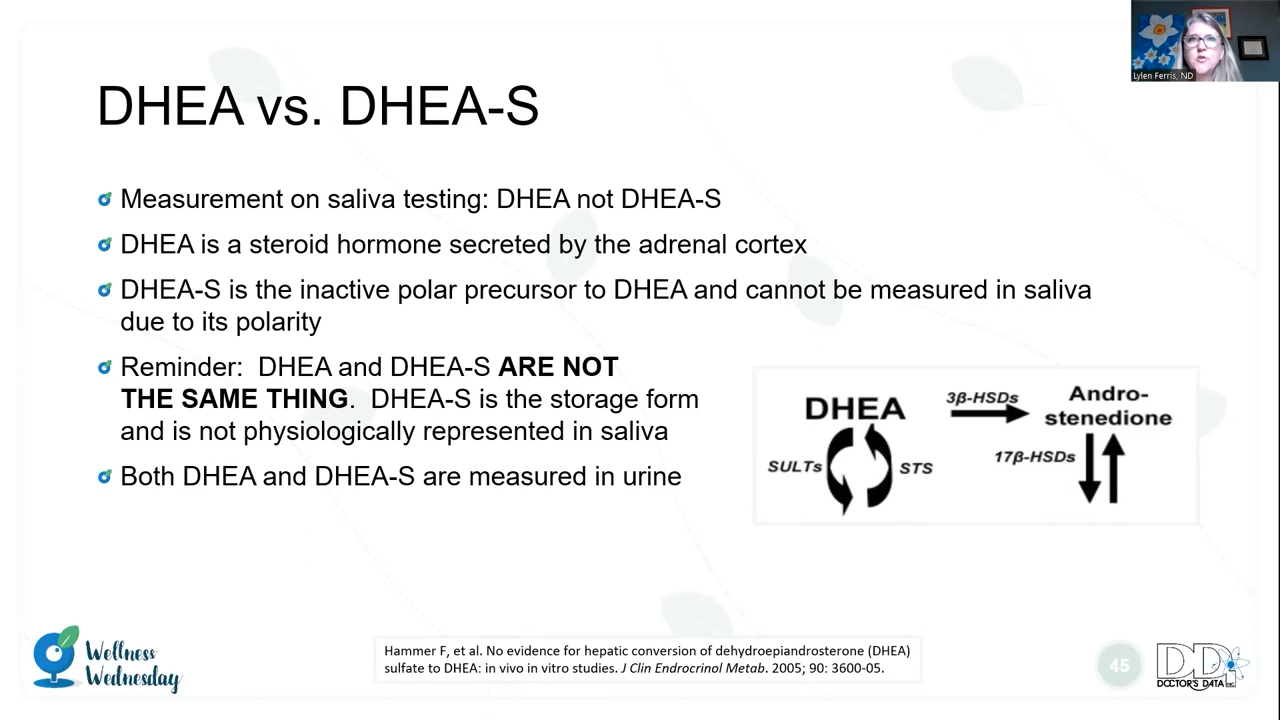 Lylen Ferris, ND
DHEA vs. DHEA-S
Measurement on saliva testing: DHEA not DHEA-S
DHEA is a steroid hormone secreted by the adrenal cortex
DHEA-S is the inactive polar precursor to DHEA and cannot be measured in saliva
due to its polarity
Reminder:  DHEA and DHEA-S ARE NOT
THE SAME THING.  DHEA-S is the storage form
and is not physiologically represented in saliva
Both DHEA and DHEA-S are measured in urine
DHEA
3β-HSDs
Andro-
stenedione
SULTs
STS
17β-HSDs
Wellness
Wednesday
Hammer F, et al. No evidence for hepatic conversion of dehydroepiandrosterone (DHEA)
sulfate to DHEA: in vivo in vitro studies. J Clin Endocrinol Metab. 2005; 90: 3600-05.
45
DDI
DOCTOR'S DATA INC